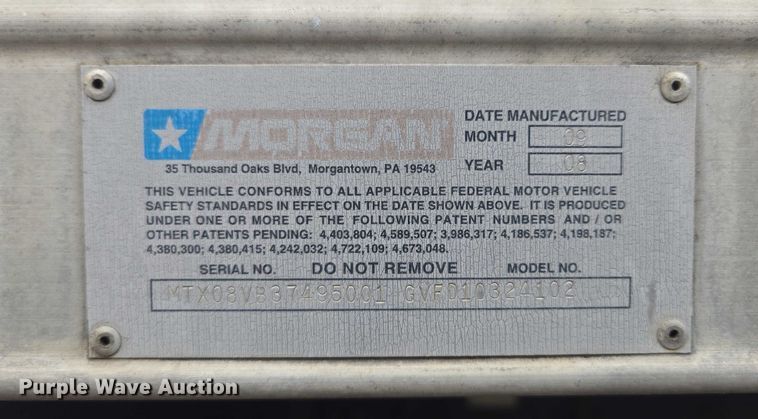 MORGAN
35 Thousand Oaks Blvd, Morgantown, PA 19543
DATE MANUFACTURED
MONTH 09
YEAR 08
THIS VEHICLE CONFORMS TO ALL APPLICABLE FEDERAL MOTOR VEHICLE
SAFETY STANDARDS IN EFFECT ON THE DATE SHOWN ABOVE. IT IS PRODUCED
UNDER ONE OR MORE OF THE FOLLOWING PATENT NUMBERS AND / OR
OTHER PATENTS PENDING: 4,403,804; 4,589,507; 3,986,317; 4,186,537; 4,198,187;
4,380,300; 4,380,415; 4,242,032; 4,722,109; 4,673,048.
SERIAL NO. DO NOT REMOVE MODEL NO.
MTX08VB37495001 GVFD10324102
Purple Wave Auction